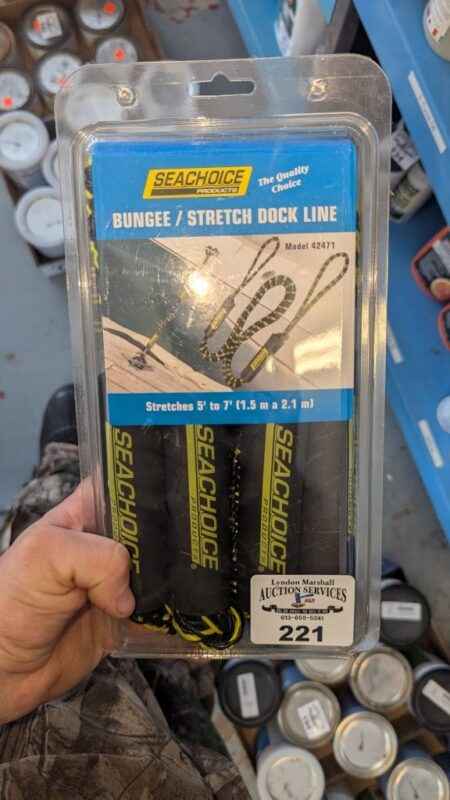 SEACHOICE
PRODUCTS
The Quality
Choice
BUNGEE / STRETCH DOCK LINE
Model 42471
Stretches 5' to 7' (1.5 m a 2.1 m)
SEACHOICE
PRODUCTS
SEACHOICE
PRODUCTS
SEACHOICE
PRODUCTS
Lyndon Marshall
AUCTION SERVICES
221